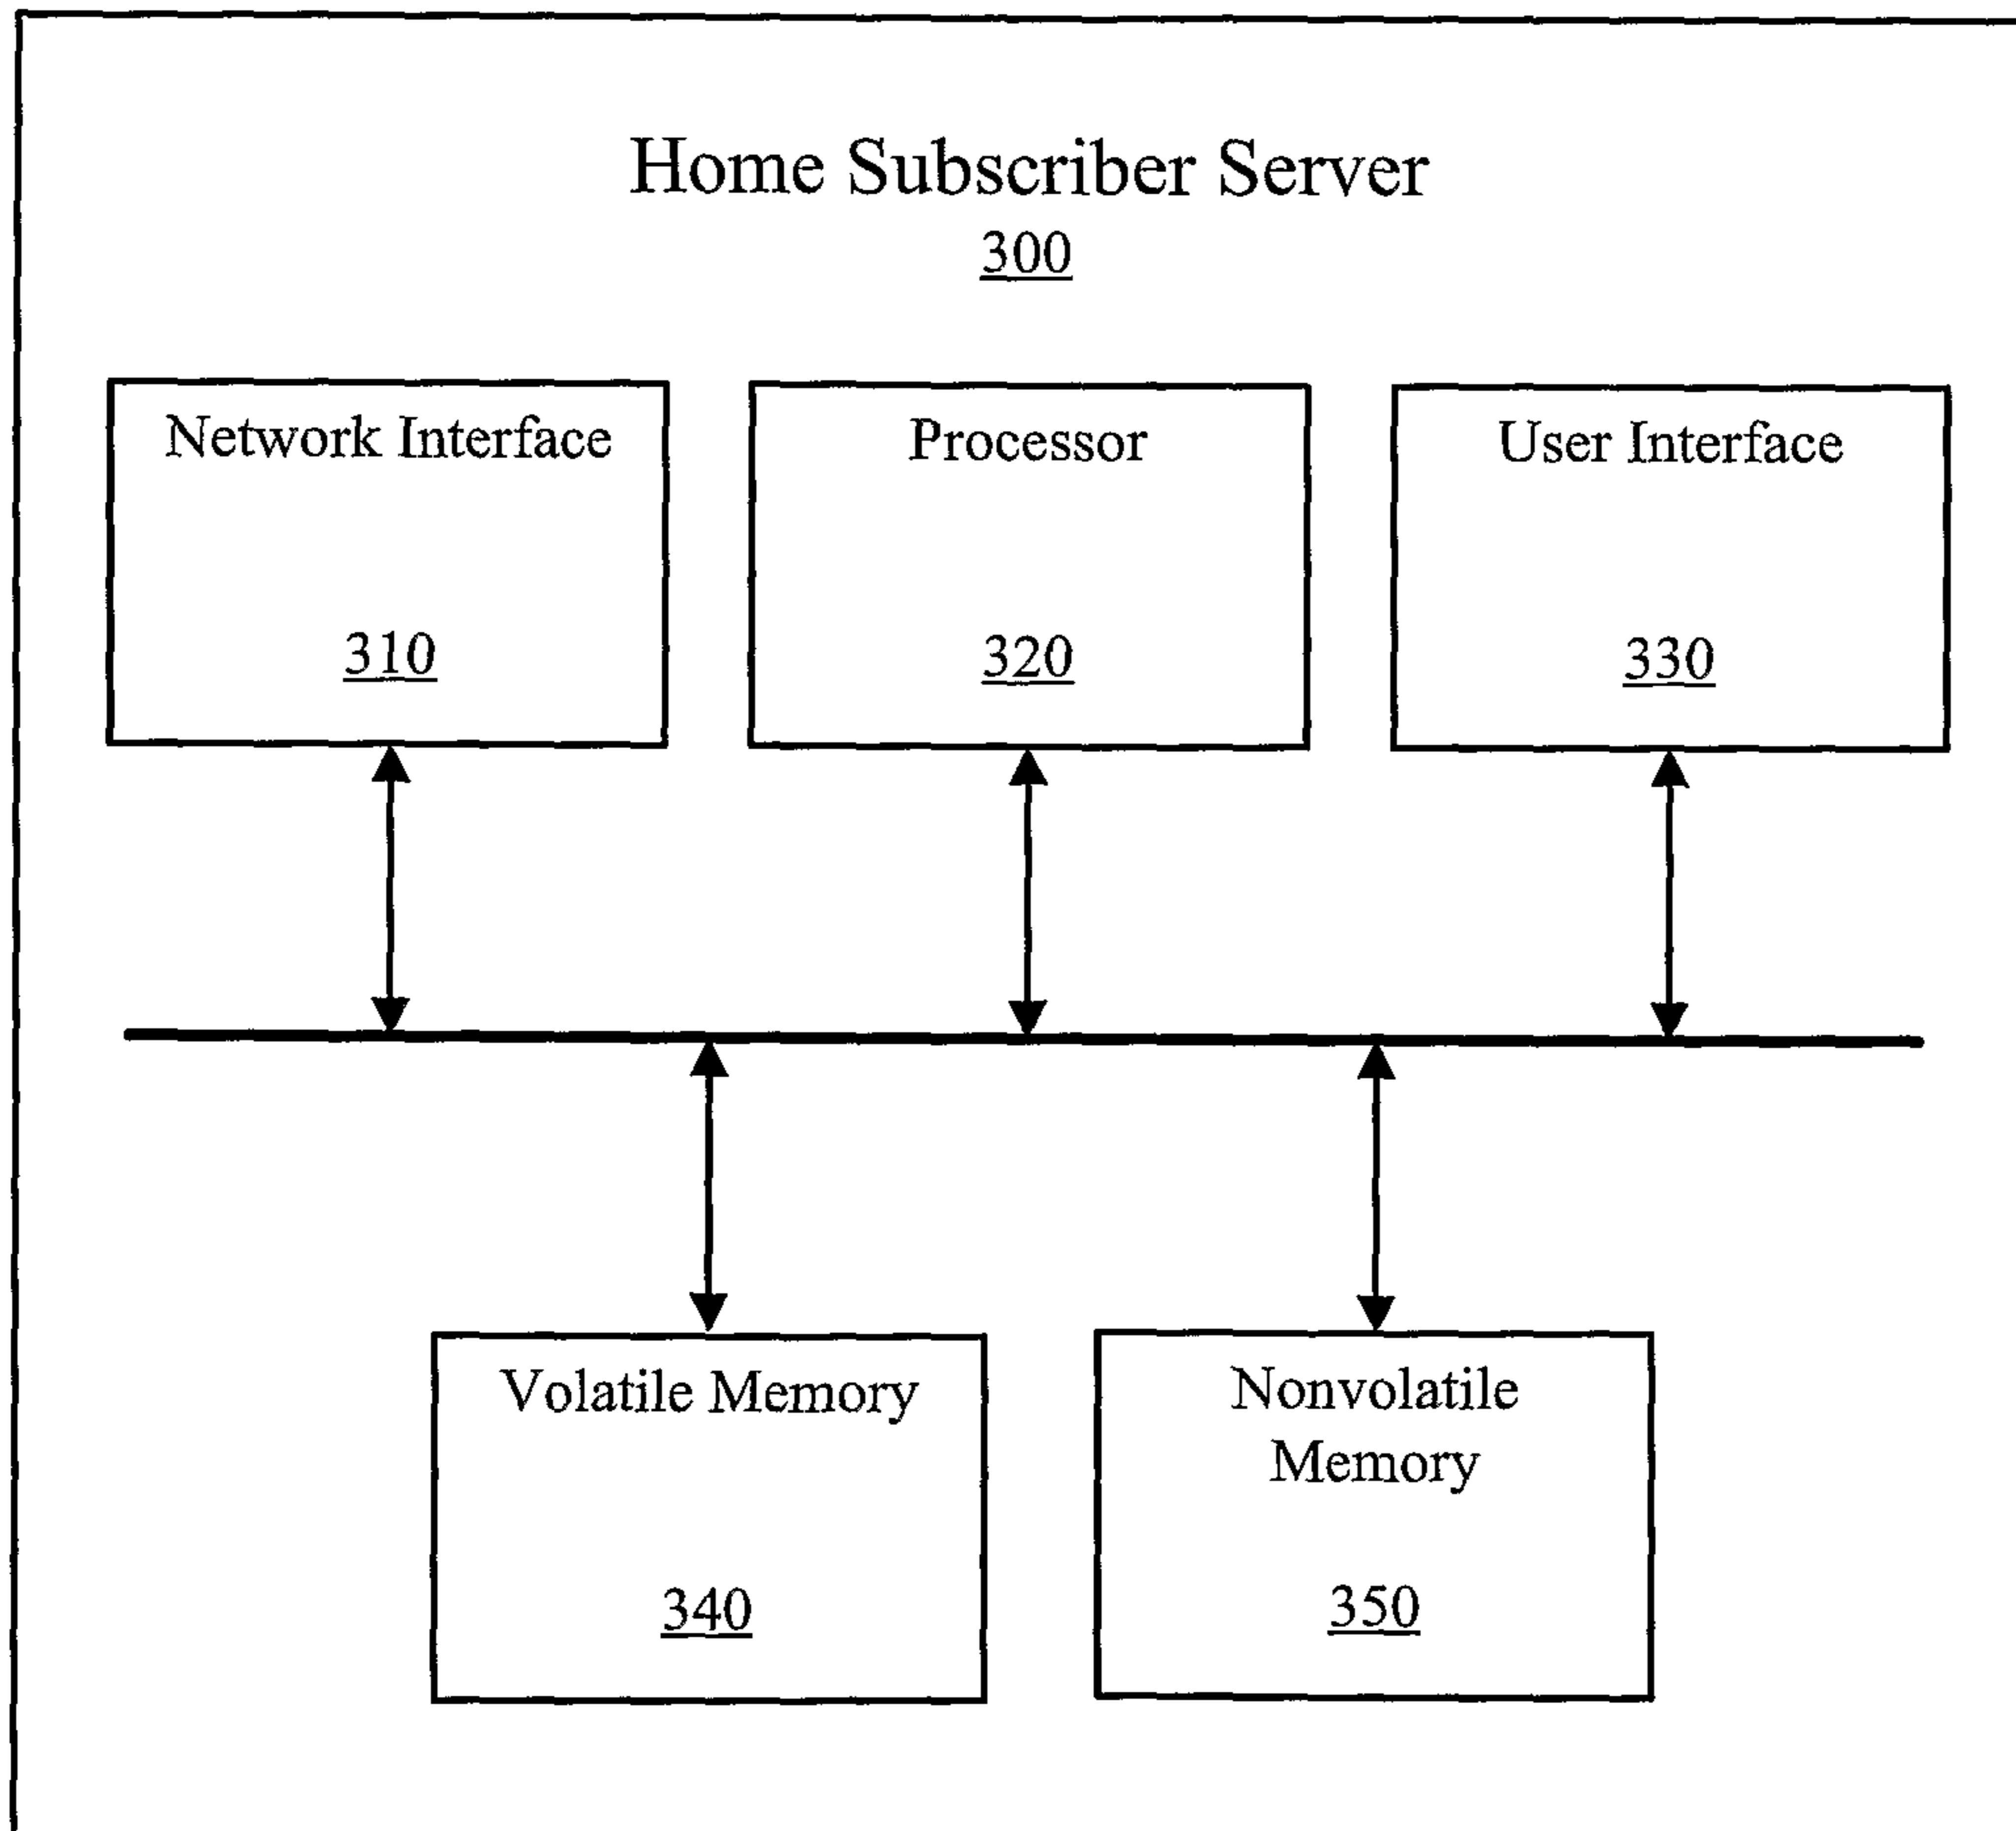 Home Subscriber Server
300
Network Interface
310
Processor
320
User Interface
330
Volatile Memory
340
Nonvolatile
Memory
350